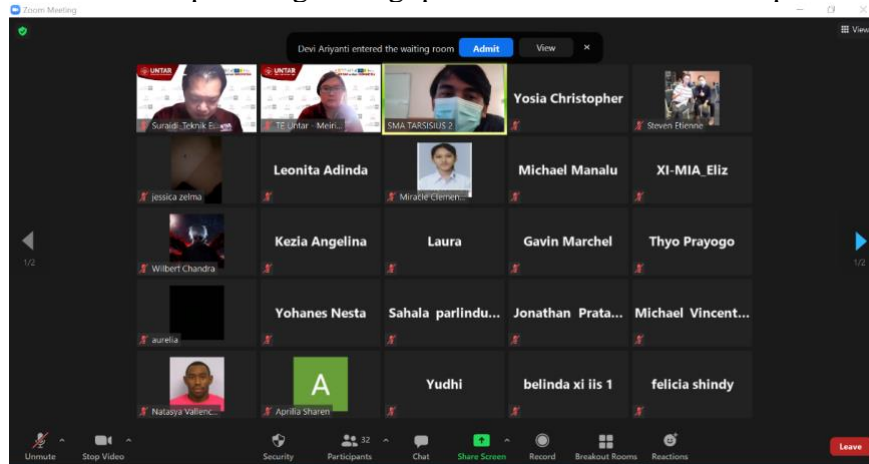 Zoom Meeting
View
Devi Ariyanti entered the waiting room Admit View ×
UNTAR
UNTAR
Suraidi_Teknik E...
TE Untar - Meiri...
SMA TARSISIUS 2
Yosia Christopher
Steven Etienne
jessica zelma
Leonita Adinda
Miracle Clemen...
Michael Manalu
XI-MIA_Eliz
1/2
Wilbert Chandra
Kezia Angelina
Laura
Gavin Marchel
Thyo Prayogo
1/2
aurelia
Yohanes Nesta
Sahala parlindu...
Jonathan Prata...
Michael Vincent...
Natasya Vallenc...
A
Aprilia Sharen
Yudhi
belinda xi iis 1
felicia shindy
Unmute
Stop Video
Security
32
Participants
Chat
Share Screen
Record
Breakout Rooms
Reactions
Leave